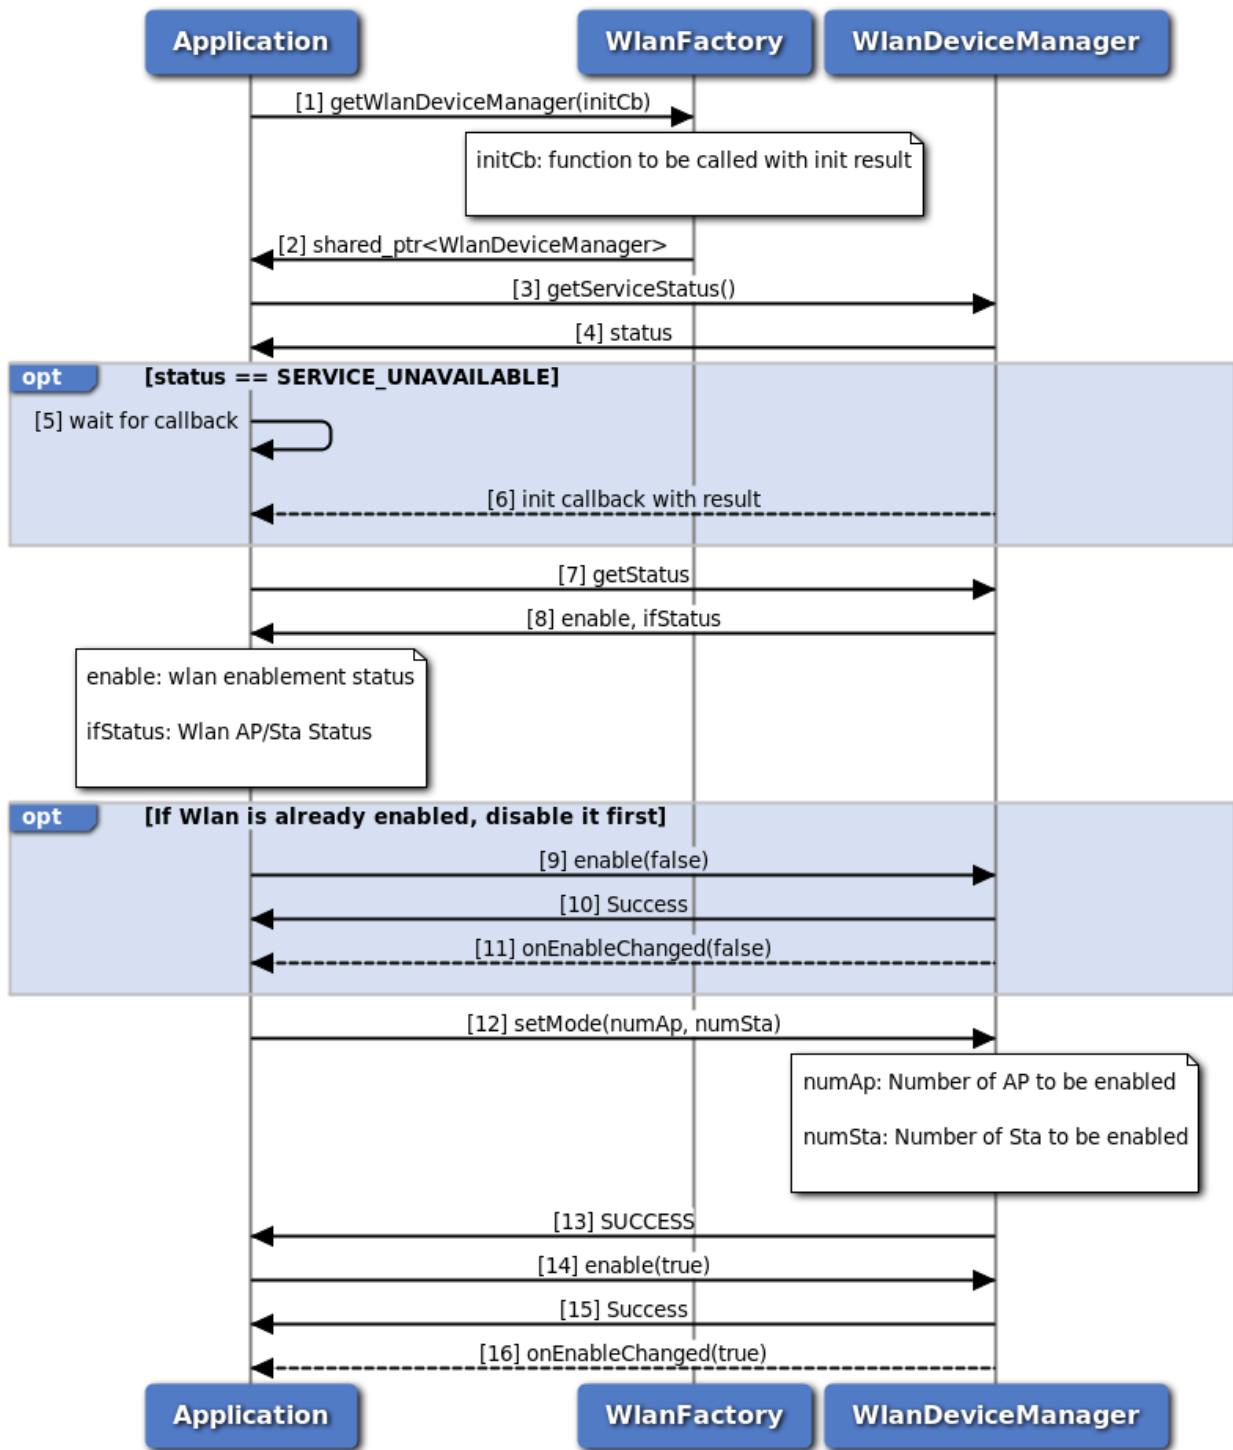 Application
WlanFactory
WlanDeviceManager
[1] getWlanDeviceManager(initCb)
initCb: function to be called with init result
[2] shared_ptr<WlanDeviceManager>
[3] getServiceStatus()
[4] status
opt
[status == SERVICE_UNAVAILABLE]
[5] wait for callback
[6] init callback with result
[7] getStatus
[8] enable, ifStatus
enable: wlan enablement status
ifStatus: Wlan AP/Sta Status
opt
[If Wlan is already enabled, disable it first]
[9] enable(false)
[10] Success
[11] onEnableChanged(false)
[12] setMode(numAp, numSta)
numAp: Number of AP to be enabled
numSta: Number of Sta to be enabled
[13] SUCCESS
[14] enable(true)
[15] Success
[16] onEnableChanged(true)
Application
WlanFactory
WlanDeviceManager